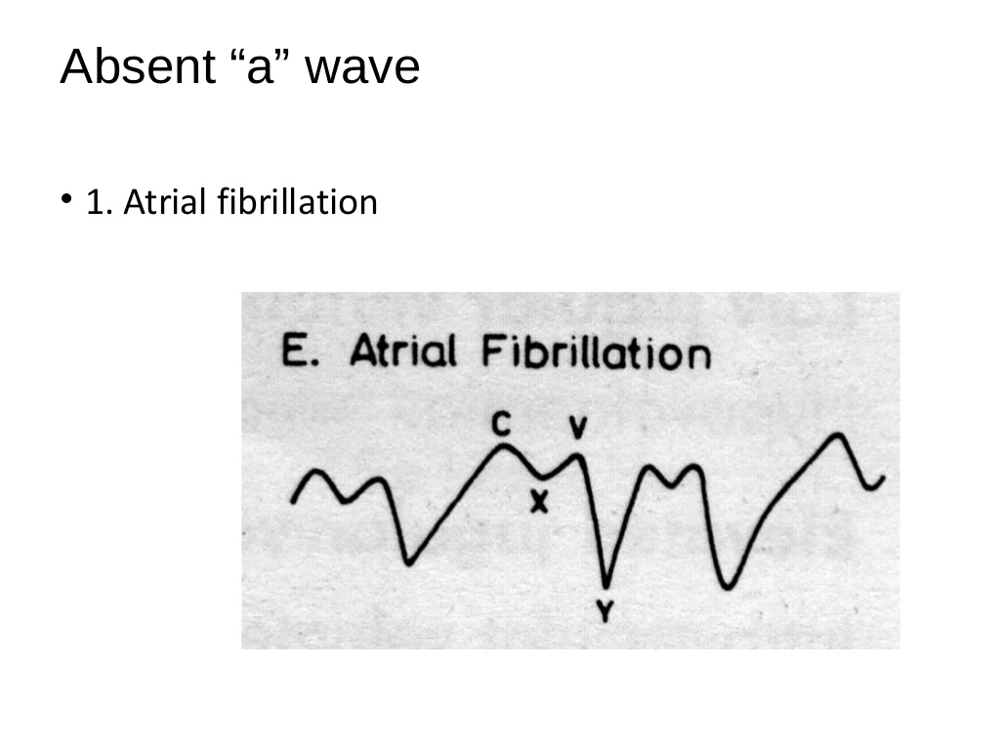 Absent “a” wave
• 1. Atrial fibrillation
E. Atrial Fibrillation
C V
X
Y